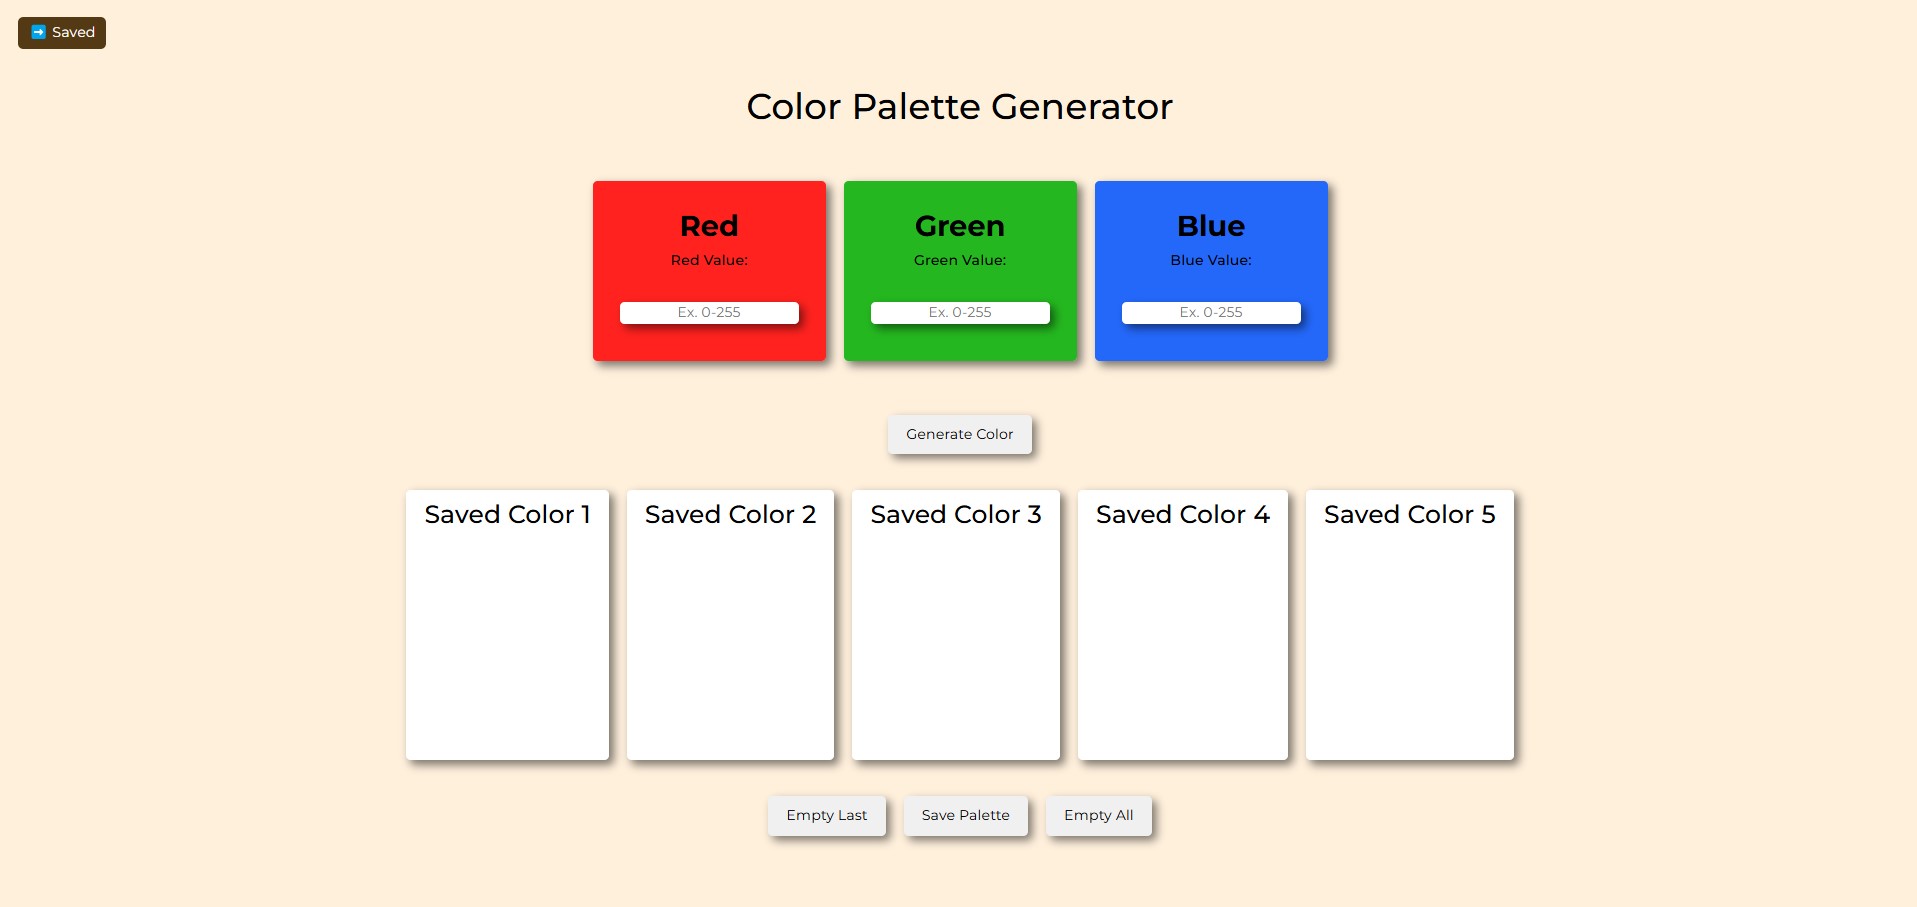 ➡️ Saved
Color Palette Generator
Red
Red Value:
Ex. 0-255
Green
Green Value:
Ex. 0-255
Blue
Blue Value:
Ex. 0-255
Generate Color
Saved Color 1
Saved Color 2
Saved Color 3
Saved Color 4
Saved Color 5
Empty Last
Save Palette
Empty All